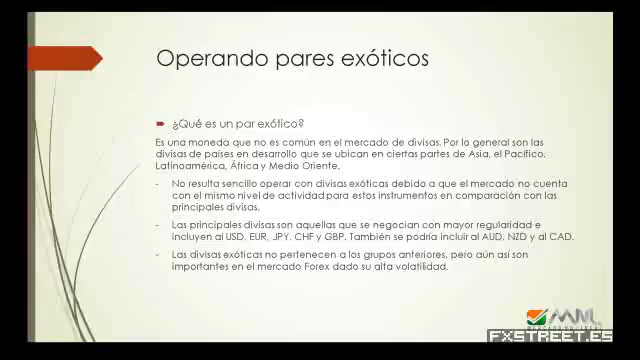 Operando pares exóticos
¿Qué es un par exótico?
Es una moneda que no es común en el mercado de divisas. Por lo general son las
divisas de países en desarrollo que se ubican en ciertas partes de Asia, el Pacífico,
Latinoamérica, África y Medio Oriente.
- No resulta sencillo operar con divisas exóticas debido a que el mercado no cuenta
con el mismo nivel de actividad para estos instrumentos en comparación con las
principales divisas.
- Las principales divisas son aquellas que se negocian con mayor regularidad e
incluyen al USD, EUR, JPY, CHF y GBP. También se podría incluir al AUD, NZD y al CAD.
- Las divisas exóticas no pertenecen a los grupos anteriores, pero aún así son
importantes en el mercado Forex dado su alta volatilidad.
FXSTREET.ES